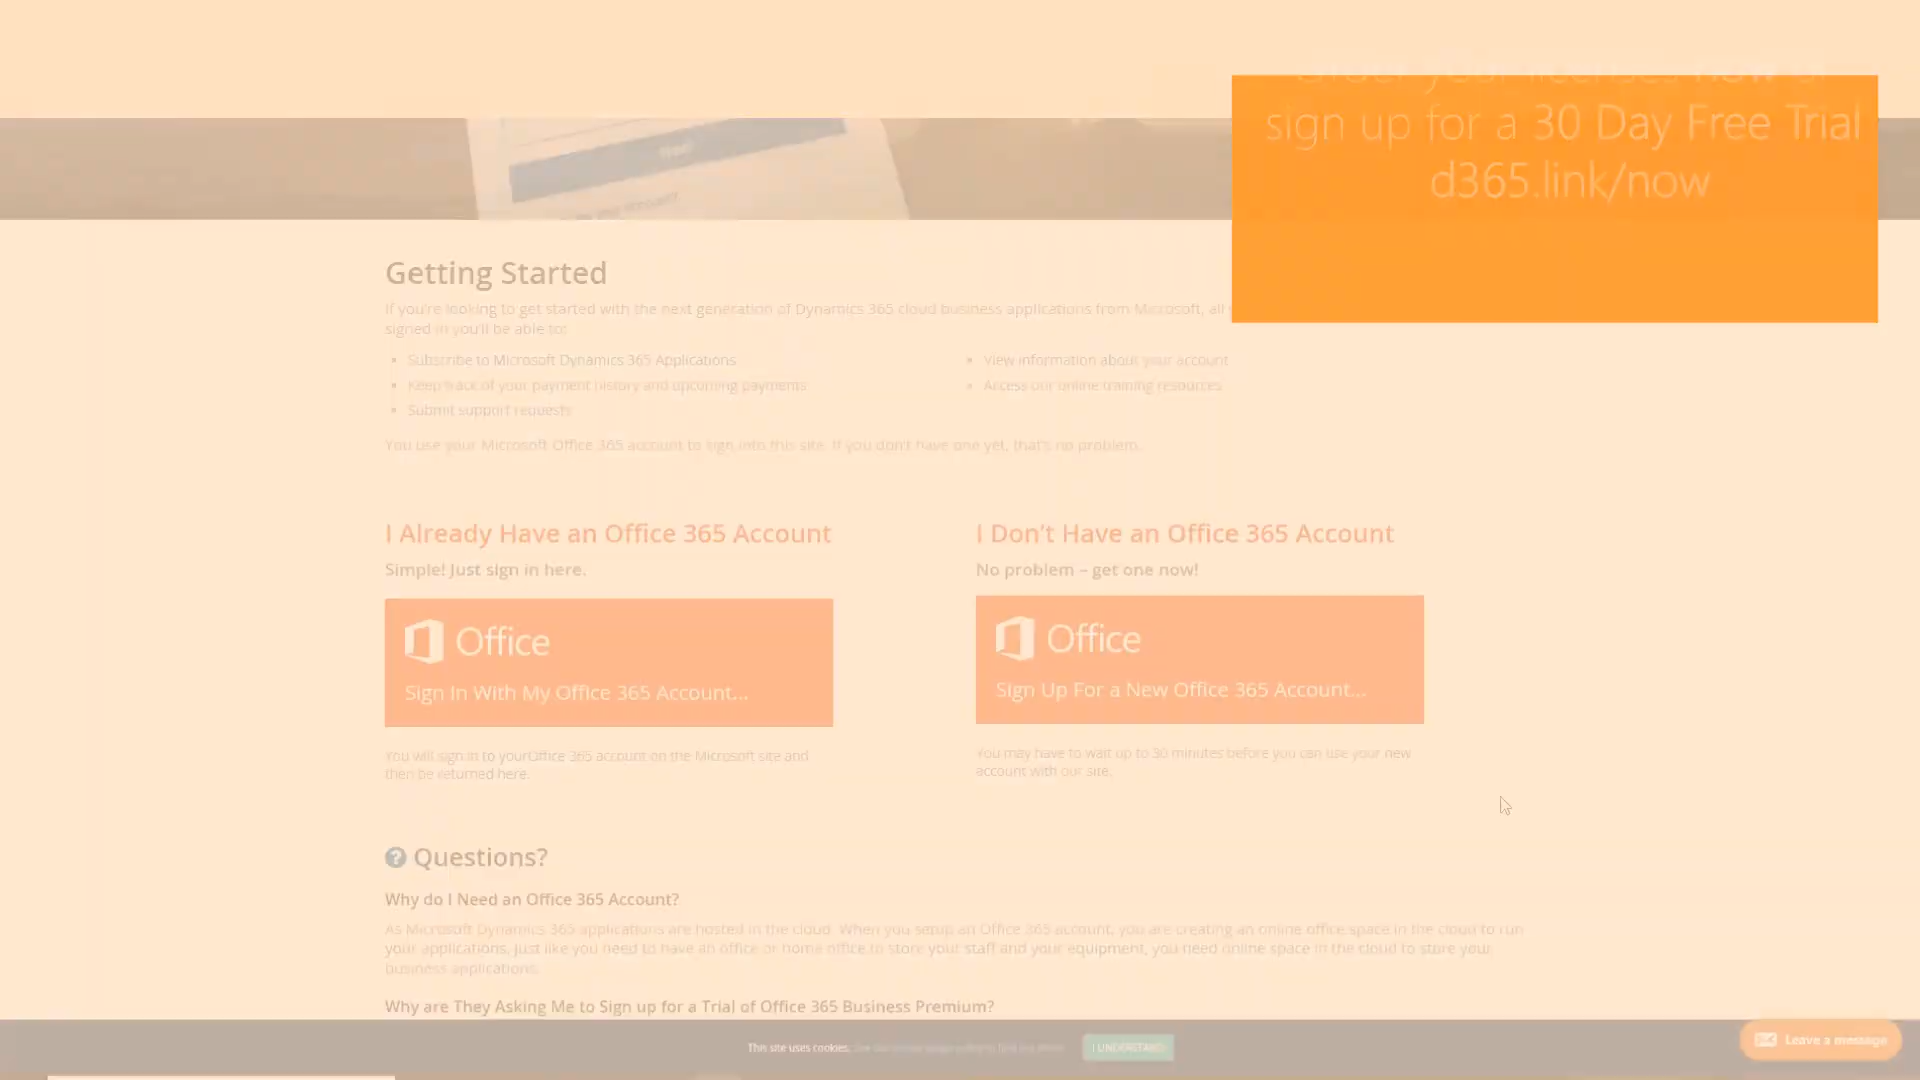 sign up for a 30 Day Free Trial
d365.link/now
Getting Started
If you're looking to get started with the next generation of Dynamics 365 cloud business applications from Microsoft, all
signed in you'll be able to:
Subscribe to Microsoft Dynamics 365 Applications
Keep track of your payment history and upcoming payments
Submit support requests
View information about your account
Access our online training resources
You use your Microsoft Office 365 account to sign into this site. If you don't have one yet, that's no problem.
I Already Have an Office 365 Account
Simple! Just sign in here.
Office
Sign In With My Office 365 Account...
You will sign in to yourOffice 365 account on the Microsoft site and
then be returned here.
I Don't Have an Office 365 Account
No problem – get one now!
Office
Sign Up For a New Office 365 Account...
You may have to wait up to 30 minutes before you can use your new
account with our site.
Questions?
Why do I Need an Office 365 Account?
As Microsoft Dynamics 365 applications are hosted in the cloud. When you setup an Office 365 account, you are creating an online office space in the cloud to run
your applications, just like you need to have an office or home office to store your staff and your equipment, you need online space in the cloud to store your
business applications.
Why are They Asking Me to Sign up for a Trial of Office 365 Business Premium?
This site uses cookies.
I UNDERSTAND
Leave a message